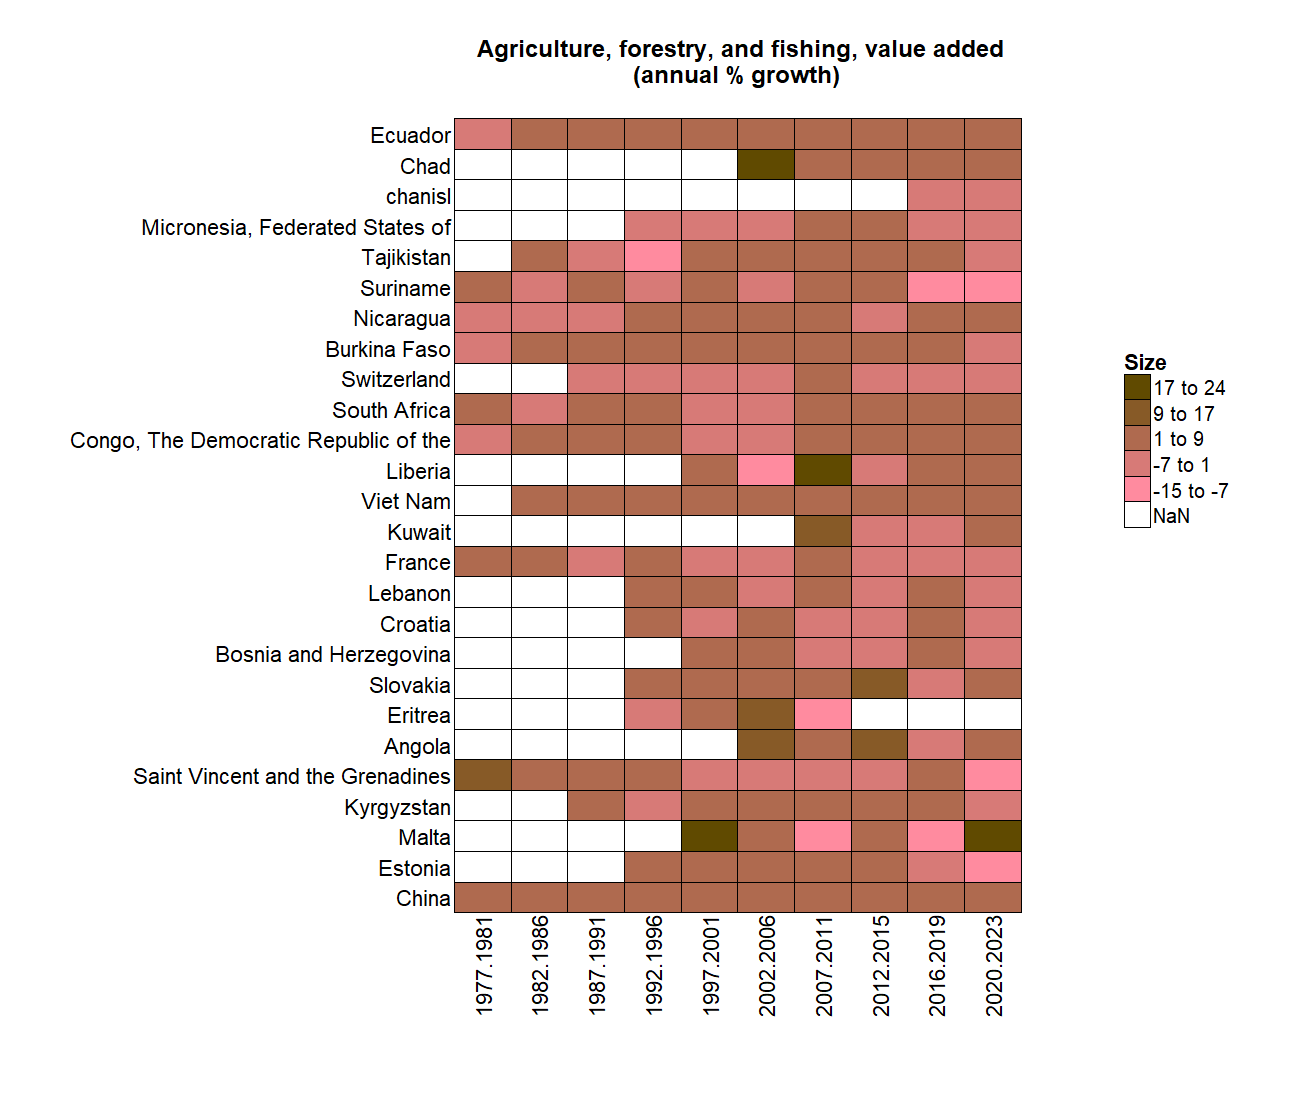 Agriculture, forestry, and fishing, value added
(annual % growth)
Ecuador
Chad
chanisl
Micronesia, Federated States of
Tajikistan
Suriname
Nicaragua
Burkina Faso
Switzerland
South Africa
Congo, The Democratic Republic of the
Liberia
Viet Nam
Kuwait
France
Lebanon
Croatia
Bosnia and Herzegovina
Slovakia
Eritrea
Angola
Saint Vincent and the Grenadines
Kyrgyzstan
Malta
Estonia
China
1977.1981
1982.1986
1987.1991
1992.1996
1997.2001
2002.2006
2007.2011
2012.2015
2016.2019
2020.2023
Size
17 to 24
9 to 17
1 to 9
-7 to 1
-15 to -7
NaN